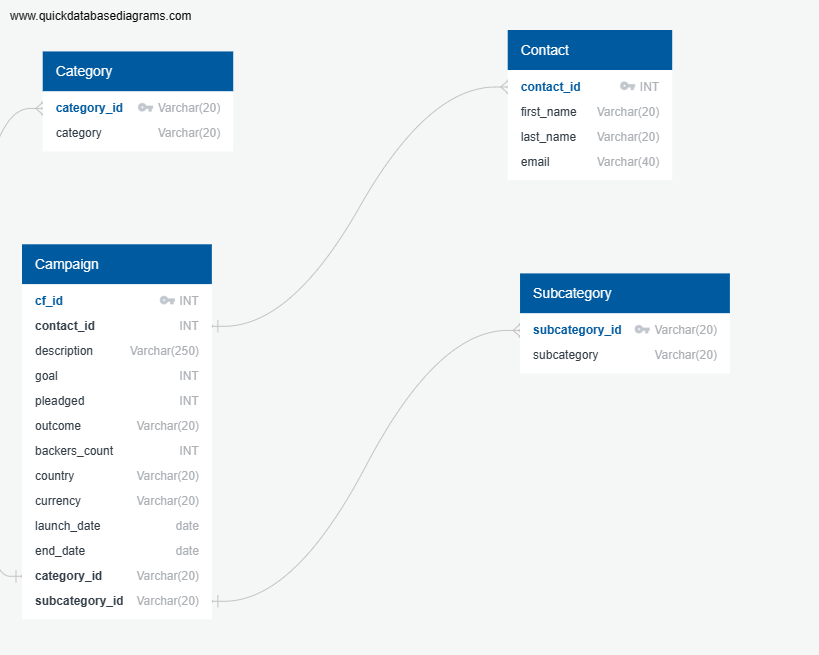 www.quickdatabasediagrams.com
Category
category_id Varchar(20)
category Varchar(20)
Contact
contact_id INT
first_name Varchar(20)
last_name Varchar(20)
email Varchar(40)
Campaign
cf_id INT
contact_id INT
description Varchar(250)
goal INT
pleadged INT
outcome Varchar(20)
backers_count INT
country Varchar(20)
currency Varchar(20)
launch_date date
end_date date
category_id Varchar(20)
subcategory_id Varchar(20)
Subcategory
subcategory_id Varchar(20)
subcategory Varchar(20)